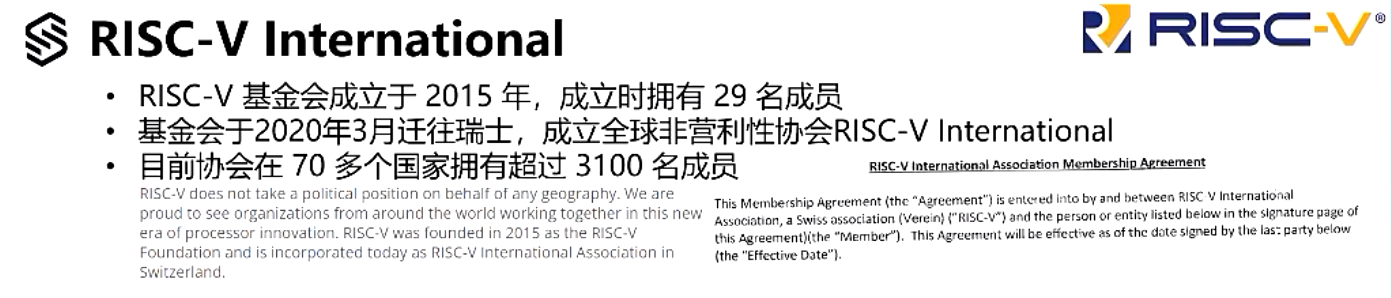 RISC-V International
RISC-V®
• RISC-V 基金会成立于 2015 年，成立时拥有 29 名成员
• 基金会于2020年3月迁往瑞士，成立全球非营利性协会RISC-V International
• 目前协会在 70 多个国家拥有超过 3100 名成员
RISC-V does not take a political position on behalf of any geography. We are
proud to see organizations from around the world working together in this new
era of processor innovation. RISC-V was founded in 2015 as the RISC-V
Foundation and is incorporated today as RISC-V International Association in
Switzerland.
RISC-V International Association Membership Agreement
This Membership Agreement (the "Agreement") is entered into by and between RISC-V International
Association, a Swiss association (Verein) ("RISC-V") and the person or entity listed below in the signature page of
this Agreement)(the "Member"). This Agreement will be effective as of the date signed by the last party below
(the "Effective Date").